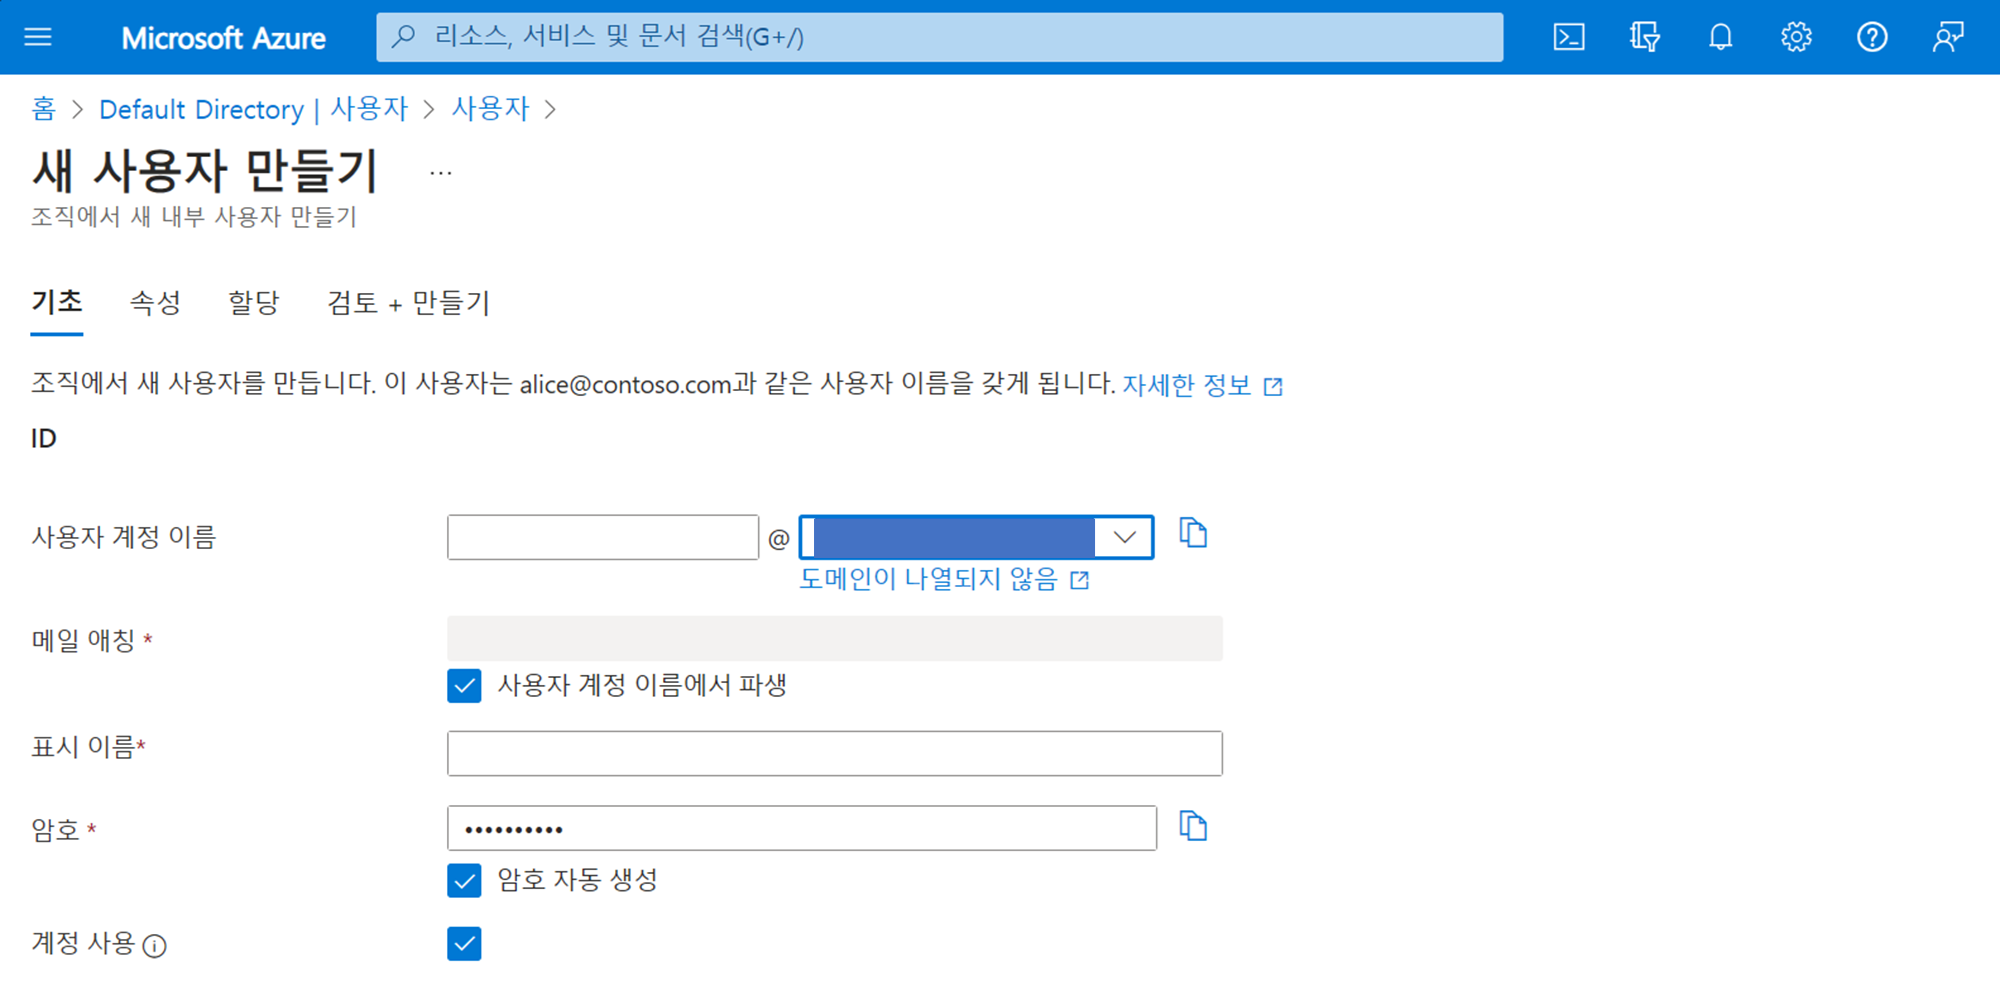 Microsoft Azure
리소스, 서비스 및 문서 검색(G+/)
홈 > Default Directory | 사용자 > 사용자 >
새 사용자 만들기 ...
조직에서 새 내부 사용자 만들기
기초 속성 할당 검토 + 만들기
조직에서 새 사용자를 만듭니다. 이 사용자는 alice@contoso.com과 같은 사용자 이름을 갖게 됩니다. 자세한 정보
ID
사용자 계정 이름 @
도메인이 나열되지 않음
메일 애칭 *
사용자 계정 이름에서 파생
표시 이름*
암호 * ••••••••••
암호 자동 생성
계정 사용